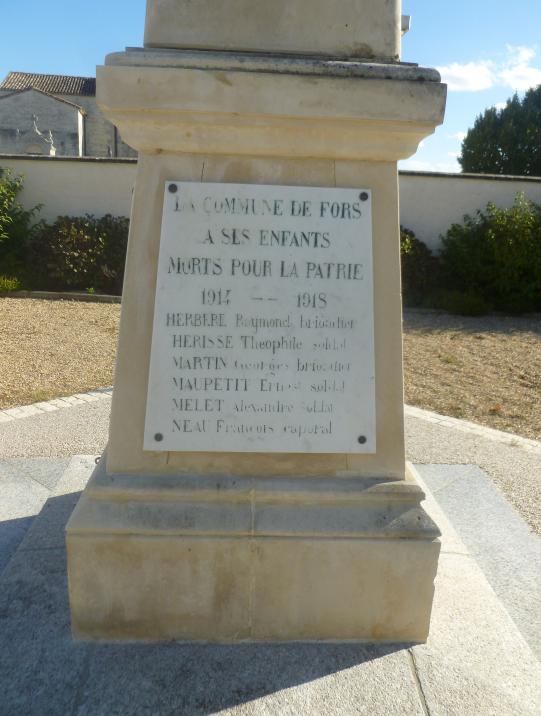 LA COMMUNE DE FORS
A SES ENFANTS
MORTS POUR LA PATRIE
1914 -- 1918
HERBERE Raymond brigadier
HERISSE Theophile soldat
MARTIN Georges brigadier
MAUPETIT Ernest soldat
MELET Alexandre soldat
NEAU François caporal